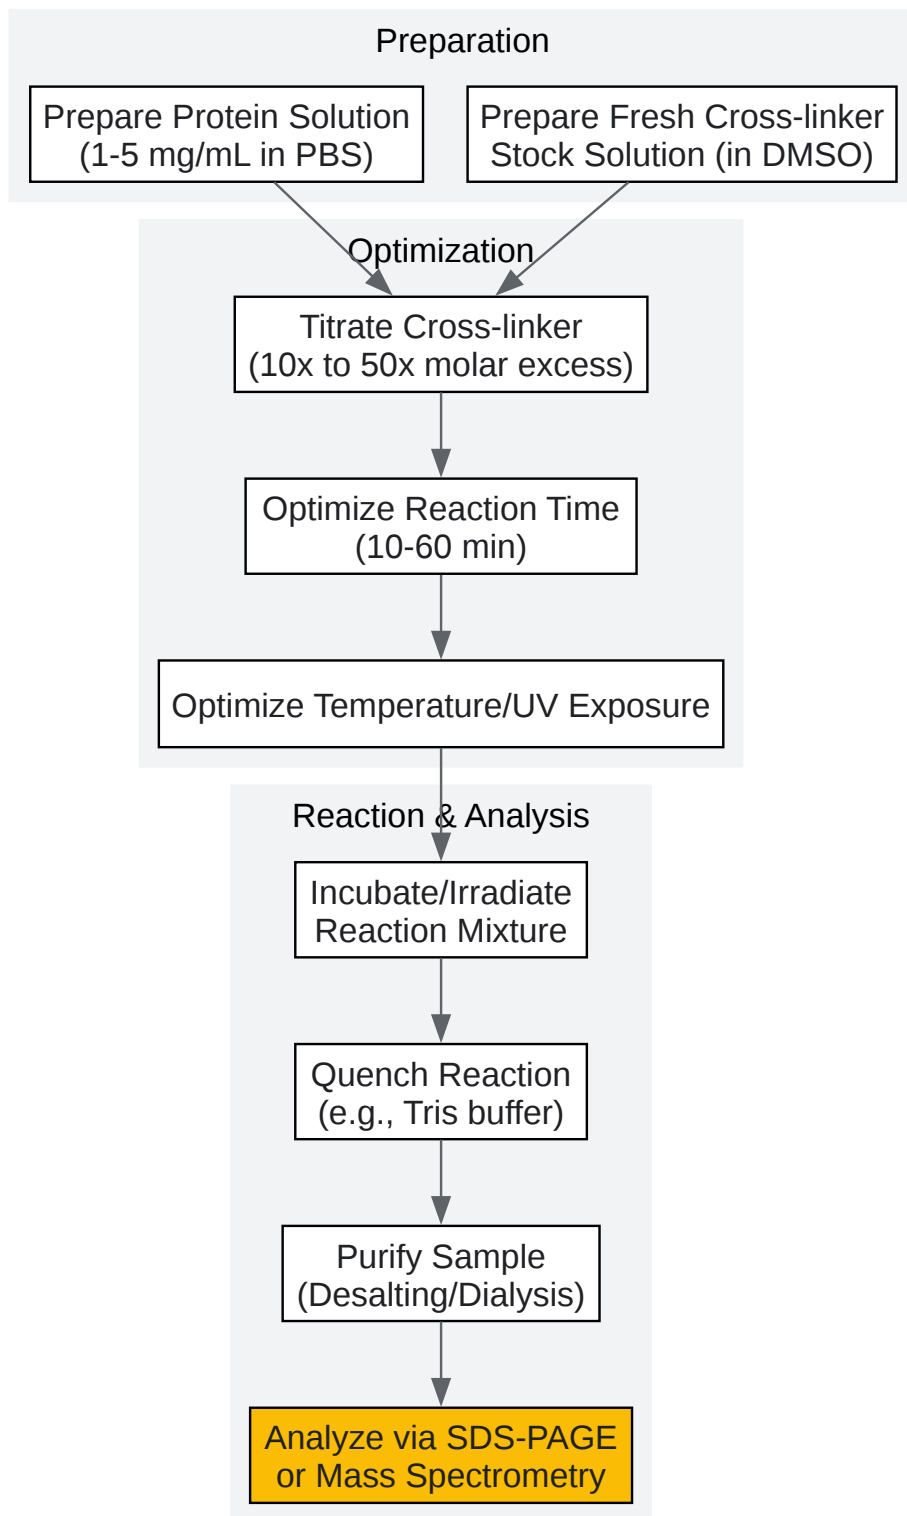 Preparation
Prepare Protein Solution
(1-5 mg/mL in PBS)
Prepare Fresh Cross-linker
Stock Solution (in DMSO)
Optimization
Titrate Cross-linker
(10x to 50x molar excess)
Optimize Reaction Time
(10-60 min)
Optimize Temperature/UV Exposure
Reaction & Analysis
Incubate/Irradiate
Reaction Mixture
Quench Reaction
(e.g., Tris buffer)
Purify Sample
(Desalting/Dialysis)
Analyze via SDS-PAGE
or Mass Spectrometry